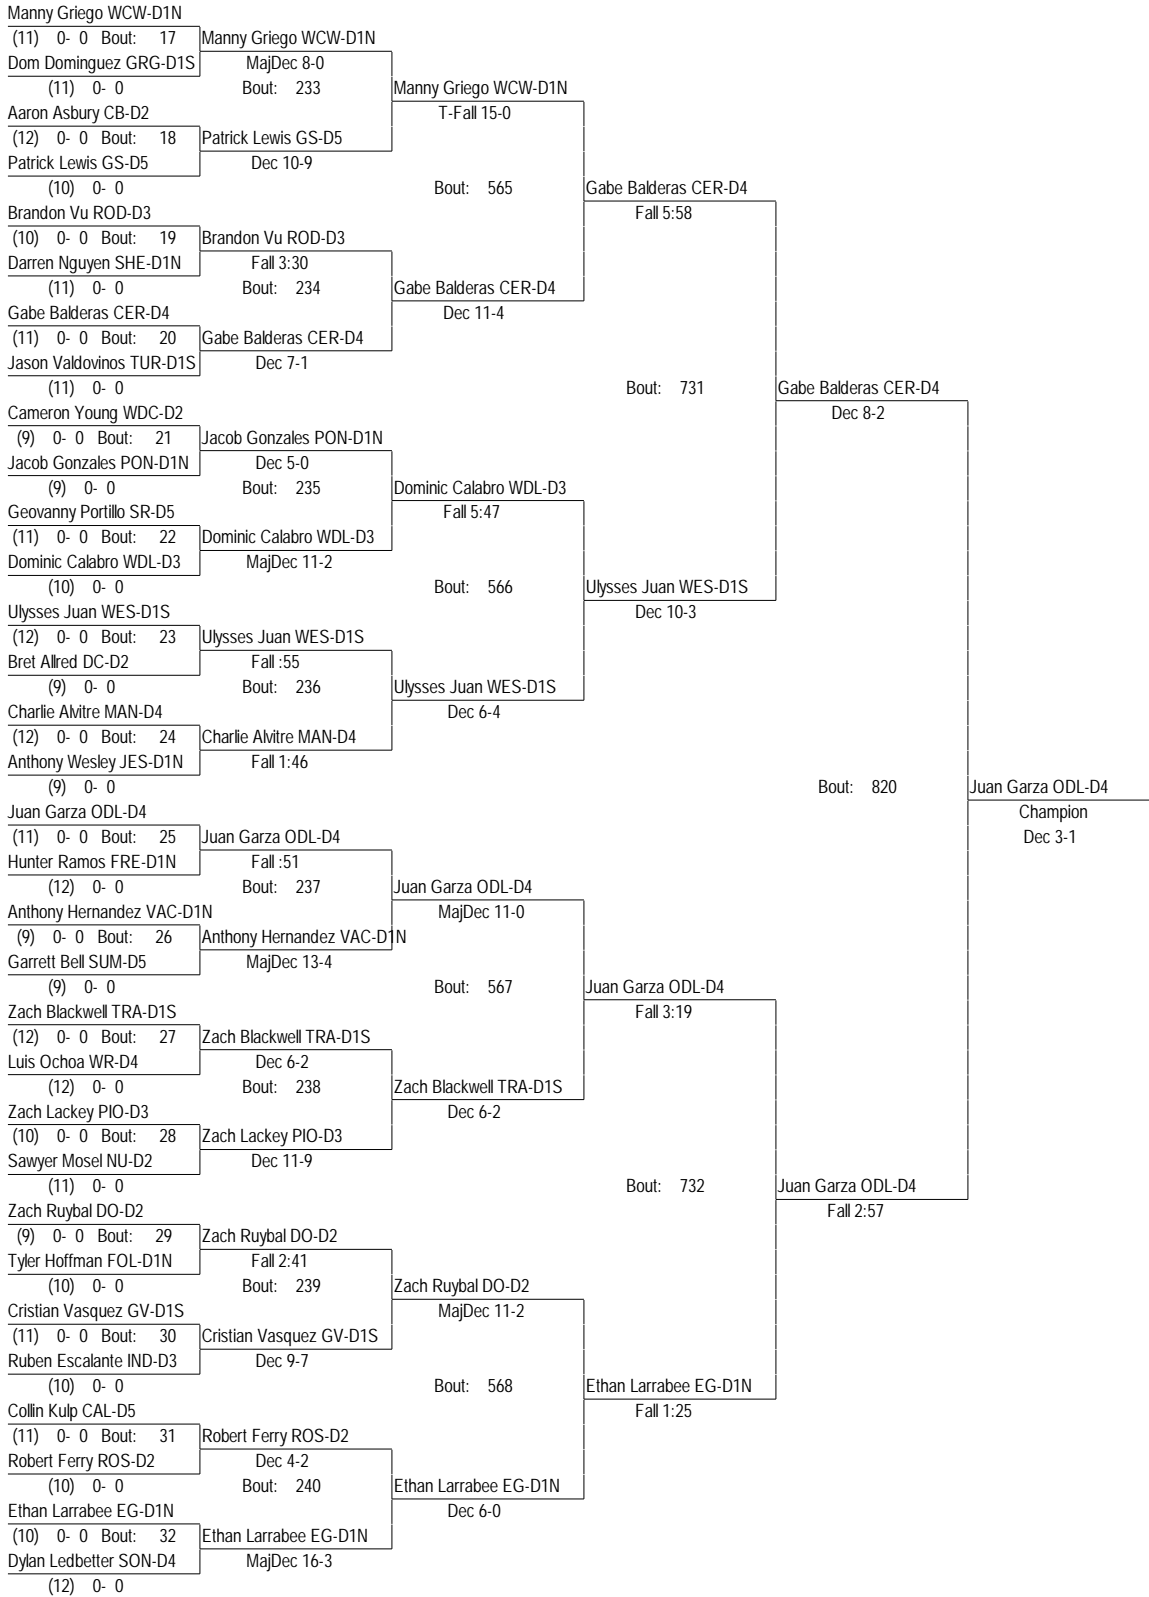 Manny Griego WCW-D1N
(11) 0- 0 Bout: 17 Manny Griego WCW-D1N
Dom Dominguez GRG-D1S MajDec 8-0
(11) 0- 0 Bout: 233 Manny Griego WCW-D1N
Aaron Asbury CB-D2 T-Fall 15-0
(12) 0- 0 Bout: 18 Patrick Lewis GS-D5
Patrick Lewis GS-D5 Dec 10-9
(10) 0- 0 Bout: 565 Gabe Balderas CER-D4
Brandon Vu ROD-D3 Fall 5:58
(10) 0- 0 Bout: 19 Brandon Vu ROD-D3
Darren Nguyen SHE-D1N Fall 3:30
(11) 0- 0 Bout: 234 Gabe Balderas CER-D4
Gabe Balderas CER-D4 Dec 11-4
(11) 0- 0 Bout: 20 Gabe Balderas CER-D4
Jason Valdovinos TUR-D1S Dec 7-1
(11) 0- 0 Bout: 731 Gabe Balderas CER-D4
Cameron Young WDC-D2 Dec 8-2
(9) 0- 0 Bout: 21 Jacob Gonzales PON-D1N
Jacob Gonzales PON-D1N Dec 5-0
(9) 0- 0 Bout: 235 Dominic Calabro WDL-D3
Geovanny Portillo SR-D5 Fall 5:47
(11) 0- 0 Bout: 22 Dominic Calabro WDL-D3
Dominic Calabro WDL-D3 MajDec 11-2
(10) 0- 0 Bout: 566 Ulysses Juan WES-D1S
Ulysses Juan WES-D1S Dec 10-3
(12) 0- 0 Bout: 23 Ulysses Juan WES-D1S
Bret Allred DC-D2 Fall :55
(9) 0- 0 Bout: 236 Ulysses Juan WES-D1S
Charlie Alvitre MAN-D4 Dec 6-4
(12) 0- 0 Bout: 24 Charlie Alvitre MAN-D4
Anthony Wesley JES-D1N Fall 1:46
(9) 0- 0 Bout: 820 Juan Garza ODL-D4
Juan Garza ODL-D4 Champion
(11) 0- 0 Bout: 25 Juan Garza ODL-D4 Dec 3-1
Hunter Ramos FRE-D1N Fall :51
(12) 0- 0 Bout: 237 Juan Garza ODL-D4
Anthony Hernandez VAC-D1N MajDec 11-0
(9) 0- 0 Bout: 26 Anthony Hernandez VAC-D1N
Garrett Bell SUM-D5 MajDec 13-4
(9) 0- 0 Bout: 567 Juan Garza ODL-D4
Zach Blackwell TRA-D1S Fall 3:19
(12) 0- 0 Bout: 27 Zach Blackwell TRA-D1S
Luis Ochoa WR-D4 Dec 6-2
(12) 0- 0 Bout: 238 Zach Blackwell TRA-D1S
Zach Lackey PIO-D3 Dec 6-2
(10) 0- 0 Bout: 28 Zach Lackey PIO-D3
Sawyer Mosel NU-D2 Dec 11-9
(11) 0- 0 Bout: 732 Juan Garza ODL-D4
Zach Ruybal DO-D2 Fall 2:57
(9) 0- 0 Bout: 29 Zach Ruybal DO-D2
Tyler Hoffman FOL-D1N Fall 2:41
(10) 0- 0 Bout: 239 Zach Ruybal DO-D2
Cristian Vasquez GV-D1S MajDec 11-2
(11) 0- 0 Bout: 30 Cristian Vasquez GV-D1S
Ruben Escalante IND-D3 Dec 9-7
(10) 0- 0 Bout: 568 Ethan Larrabee EG-D1N
Collin Kulp CAL-D5 Fall 1:25
(11) 0- 0 Bout: 31 Robert Ferry ROS-D2
Robert Ferry ROS-D2 Dec 4-2
(10) 0- 0 Bout: 240 Ethan Larrabee EG-D1N
Ethan Larrabee EG-D1N Dec 6-0
(10) 0- 0 Bout: 32 Ethan Larrabee EG-D1N
Dylan Ledbetter SON-D4 MajDec 16-3
(12) 0- 0